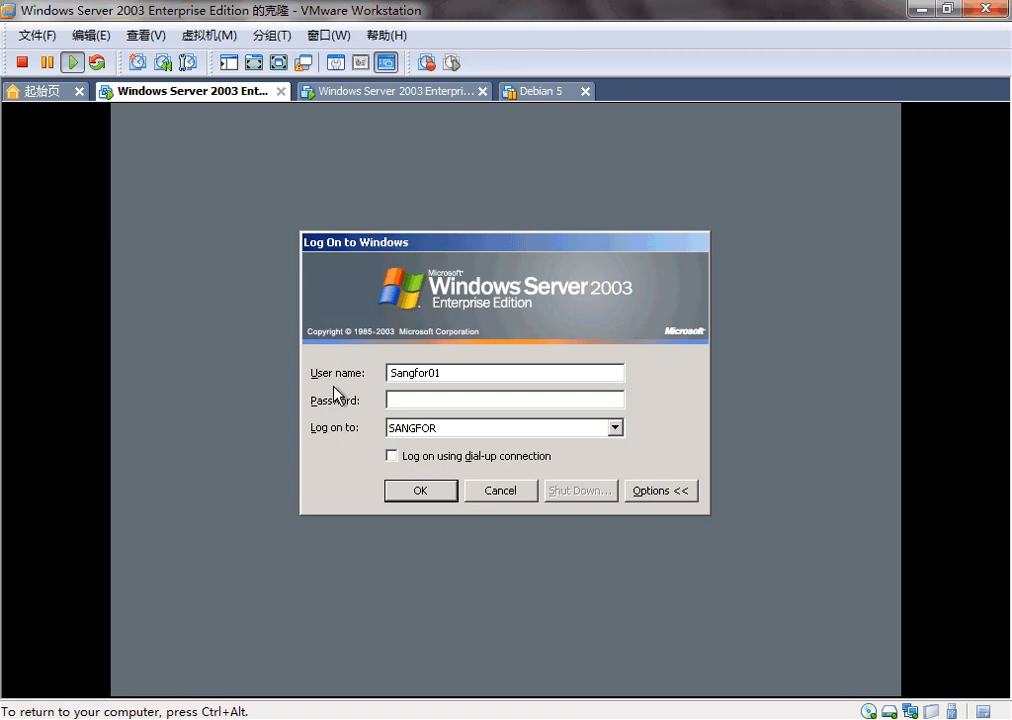 Windows Server 2003 Enterprise Edition 的克隆 - VMware Workstation
文件(F) 编辑(E) 查看(V) 虚拟机(M) 分组(T) 窗口(W) 帮助(H)
起始页 Windows Server 2003 Ent... Windows Server 2003 Enterpri... Debian 5
Log On to Windows
Microsoft
Windows Server 2003
Enterprise Edition
Copyright © 1985-2003 Microsoft Corporation Microsoft
User name: Sangfor01
Password:
Log on to: SANGFOR
Log on using dial-up connection
OK Cancel Shut Down... Options <<
To return to your computer, press Ctrl+Alt.